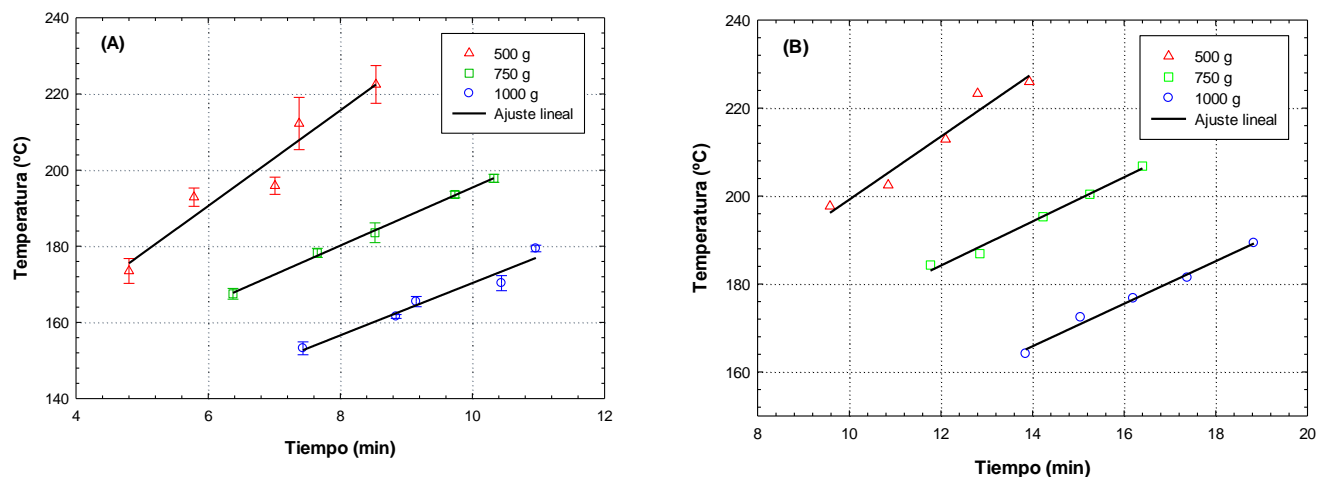 (A)
500 g
750 g
1000 g
Ajuste lineal
240
220
200
180
160
140
4
6
8
10
12
Temperatura (ºC)
Tiempo (min)
(B)
500 g
750 g
1000 g
Ajuste lineal
240
220
200
180
160
8
10
12
14
16
18
20
Temperatura (ºC)
Tiempo (min)